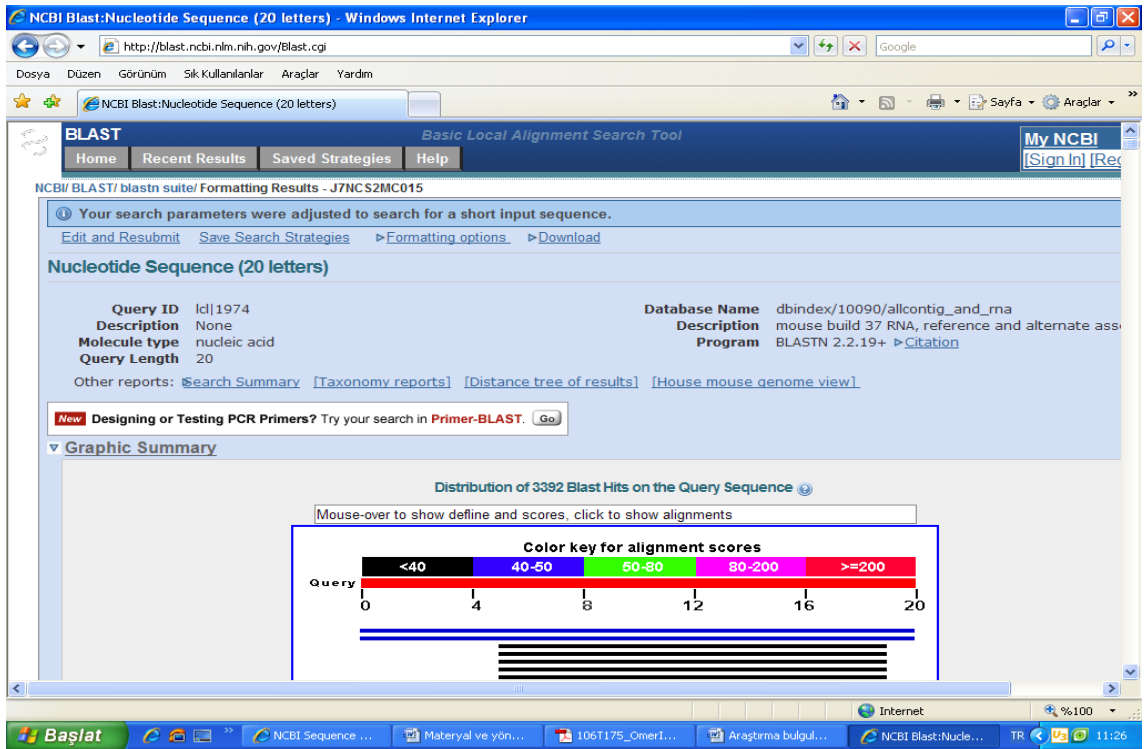 NCBI Blast:Nucleotide Sequence (20 letters) - Windows Internet Explorer
http://blast.ncbi.nlm.nih.gov/Blast.cgi
Google
Dosya Düzen Görünüm Sık Kullanılanlar Araçlar Yardım
NCBI Blast:Nucleotide Sequence (20 letters)
Sayfa Araçlar
BLAST Basic Local Alignment Search Tool
My NCBI
Home Recent Results Saved Strategies Help
[Sign In] [Reg
NCBI/ BLAST/ blastn suite/ Formatting Results - J7NCS2MC015
Your search parameters were adjusted to search for a short input sequence.
Edit and Resubmit Save Search Strategies Formatting options Download
Nucleotide Sequence (20 letters)
Query ID lcl|1974
Description None
Molecule type nucleic acid
Query Length 20
Database Name dbindex/10090/allcontig_and_rna
Description mouse build 37 RNA, reference and alternate asse
Program BLASTN 2.2.19+ Citation
Other reports: Search Summary [Taxonomy reports] [Distance tree of results] [House mouse genome view]
New Designing or Testing PCR Primers? Try your search in Primer-BLAST. Go
Graphic Summary
Distribution of 3392 Blast Hits on the Query Sequence
Mouse-over to show defline and scores, click to show alignments
Color key for alignment scores
<40 40-50 50-80 80-200 >=200
Query
0 4 8 12 16 20
Internet %100
Başlat NCBI Sequence ... Materyal ve yön... 106T175_OmerI... Araştırma bulgul... NCBI Blast:Nucle... TR 11:26